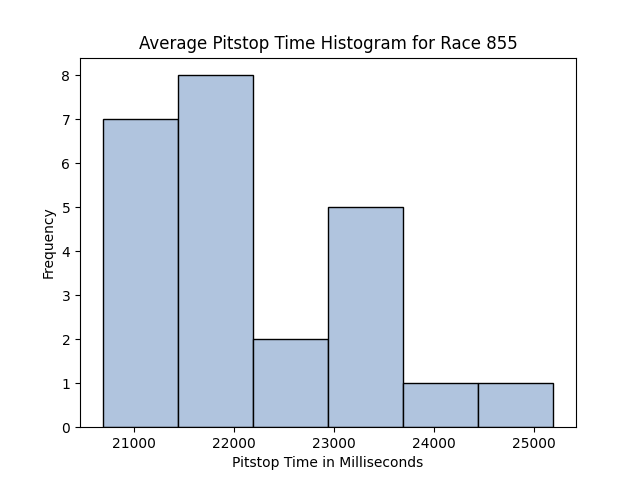 Average Pitstop Time Histogram for Race 855
8
7
6
5
4
3
2
1
0
Frequency
21000 22000 23000 24000 25000
Pitstop Time in Milliseconds